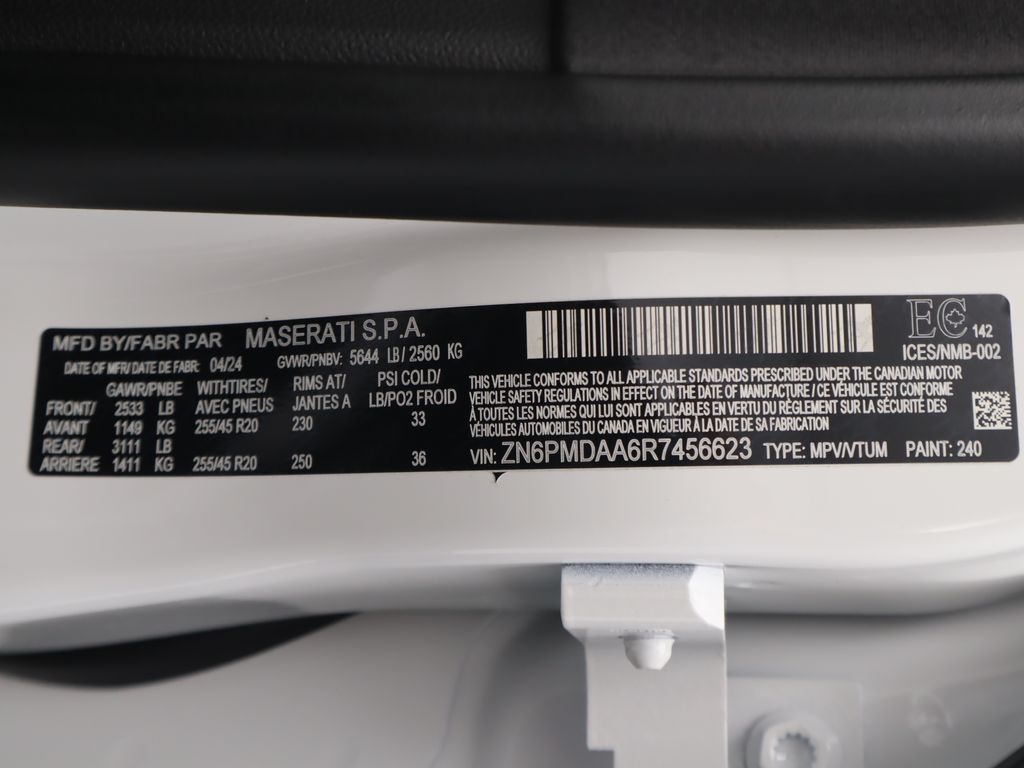 MFD BY/FABR PAR MASERATI S.P.A.
DATE OF MFR/DATE DE FABR: 04/24 GVWR/PNBV: 5644 LB/ 2560 KG
GAWR/PNBE WITHTIRES/ RIMS AT/ PSI COLD/
FRONT/ 2533 LB AVEC PNEUS JANTES A LB/PO2 FROID
AVANT 1149 KG 255/45 R20 230 33
REAR/ 3111 LB
ARRIERE 1411 KG 255/45 R20 250 36
EC 142
ICES/NMB-002
THIS VEHICLE CONFORMS TO ALL APPLICABLE STANDARDS PRESCRIBED UNDER THE CANADIAN MOTOR
VEHICLE SAFETY REGULATIONS IN EFFECT ON THE DATE OF MANUFACTURE / CE VÉHICULE EST CONFORME
À TOUTES LES NORMES QUI LUI SONT APPLICABLES EN VERTU DU RÈGLEMENT SUR LA SÉCURITÉ DES
VÉHICULES AUTOMOBILES DU CANADA EN VIGUEUR À LA DATE DE SA FABRICATION
VIN: ZN6PMDAA6R7456623 TYPE: MPV/VTUM PAINT: 240